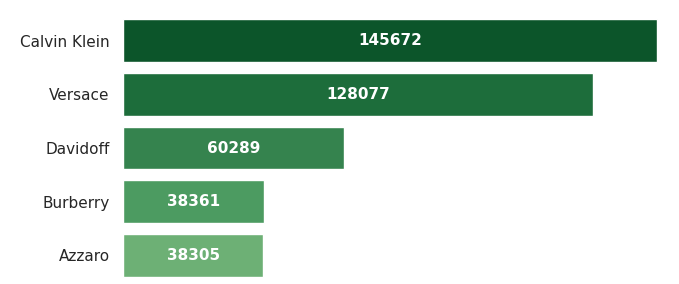 Calvin Klein 145672
Versace 128077
Davidoff 60289
Burberry 38361
Azzaro 38305